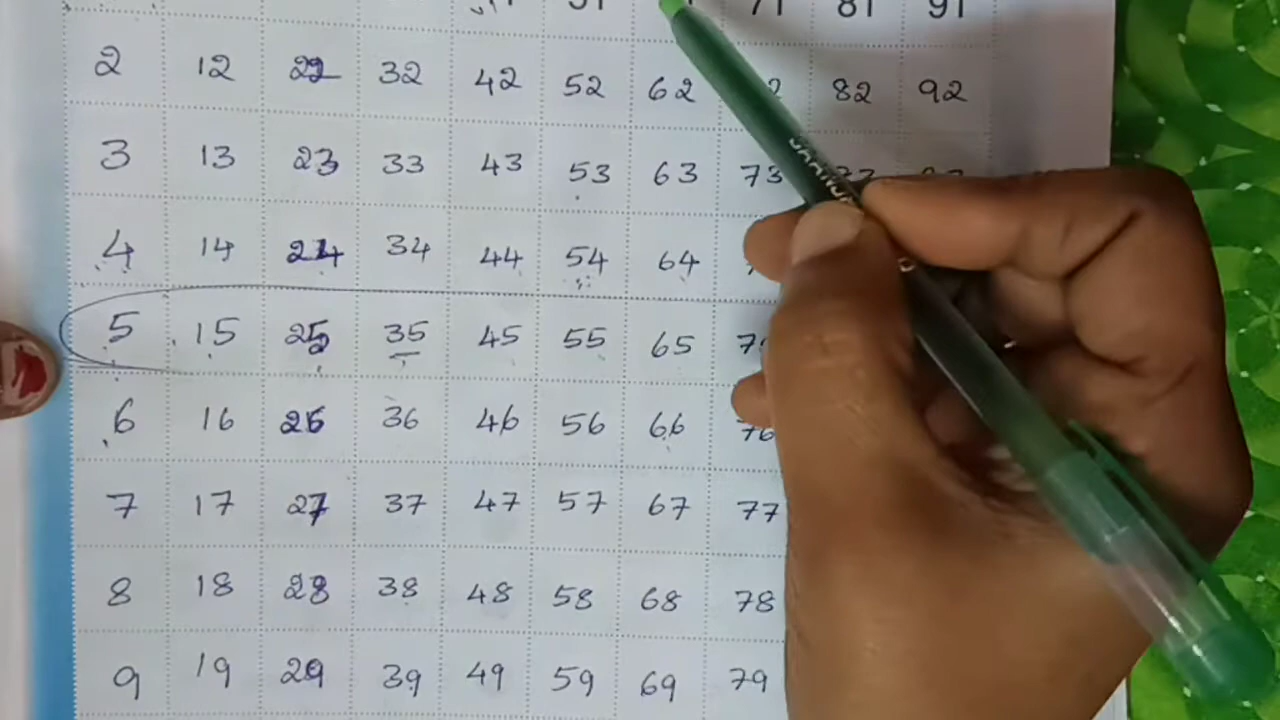 71 81 91
2 12 22 32 42 52 62 82 92
3 13 23 33 43 53 63 73
4 14 24 34 44 54 64
5 15 25 35 45 55 65
6 16 26 36 46 56 66 76
7 17 27 37 47 57 67 77
8 18 28 38 48 58 68 78
9 19 29 39 49 59 69 79